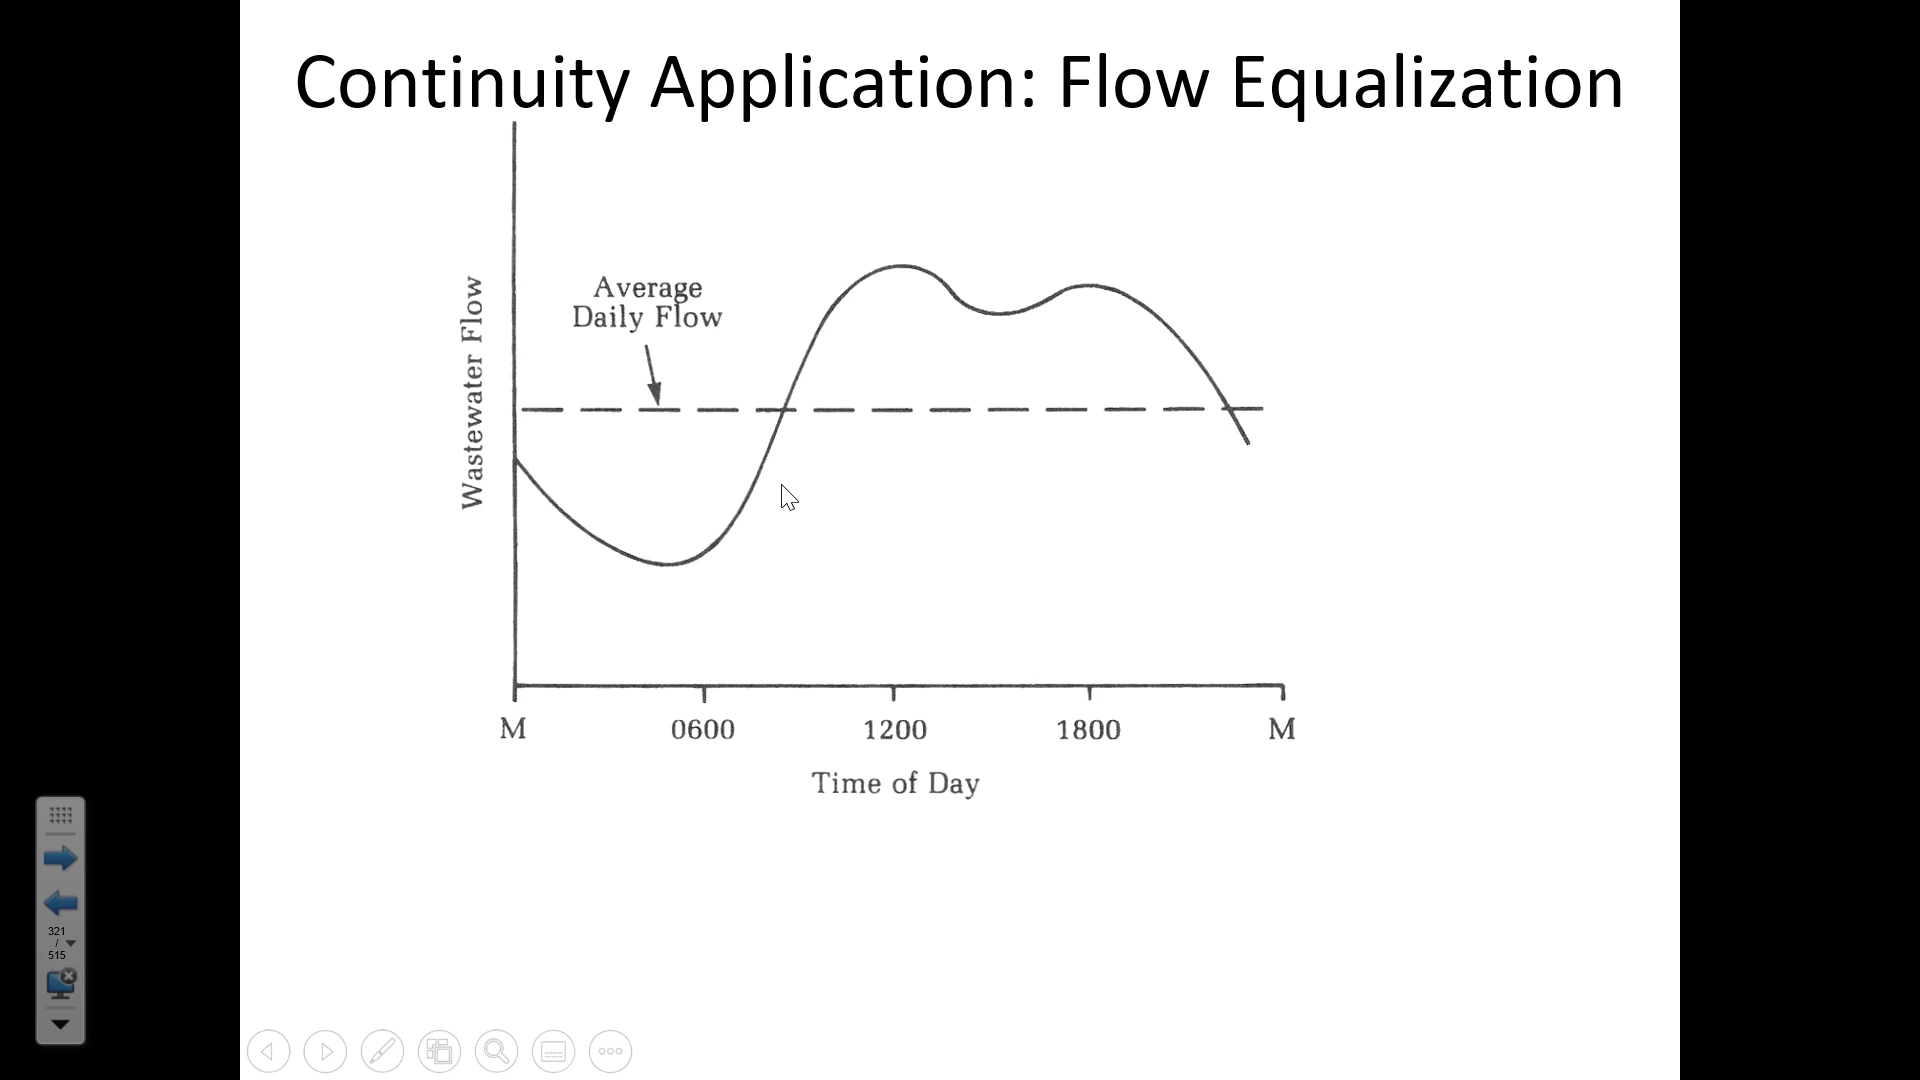 Continuity Application: Flow Equalization
Average
Daily Flow
Wastewater Flow
M
0600
1200
1800
M
Time of Day
321
/
515